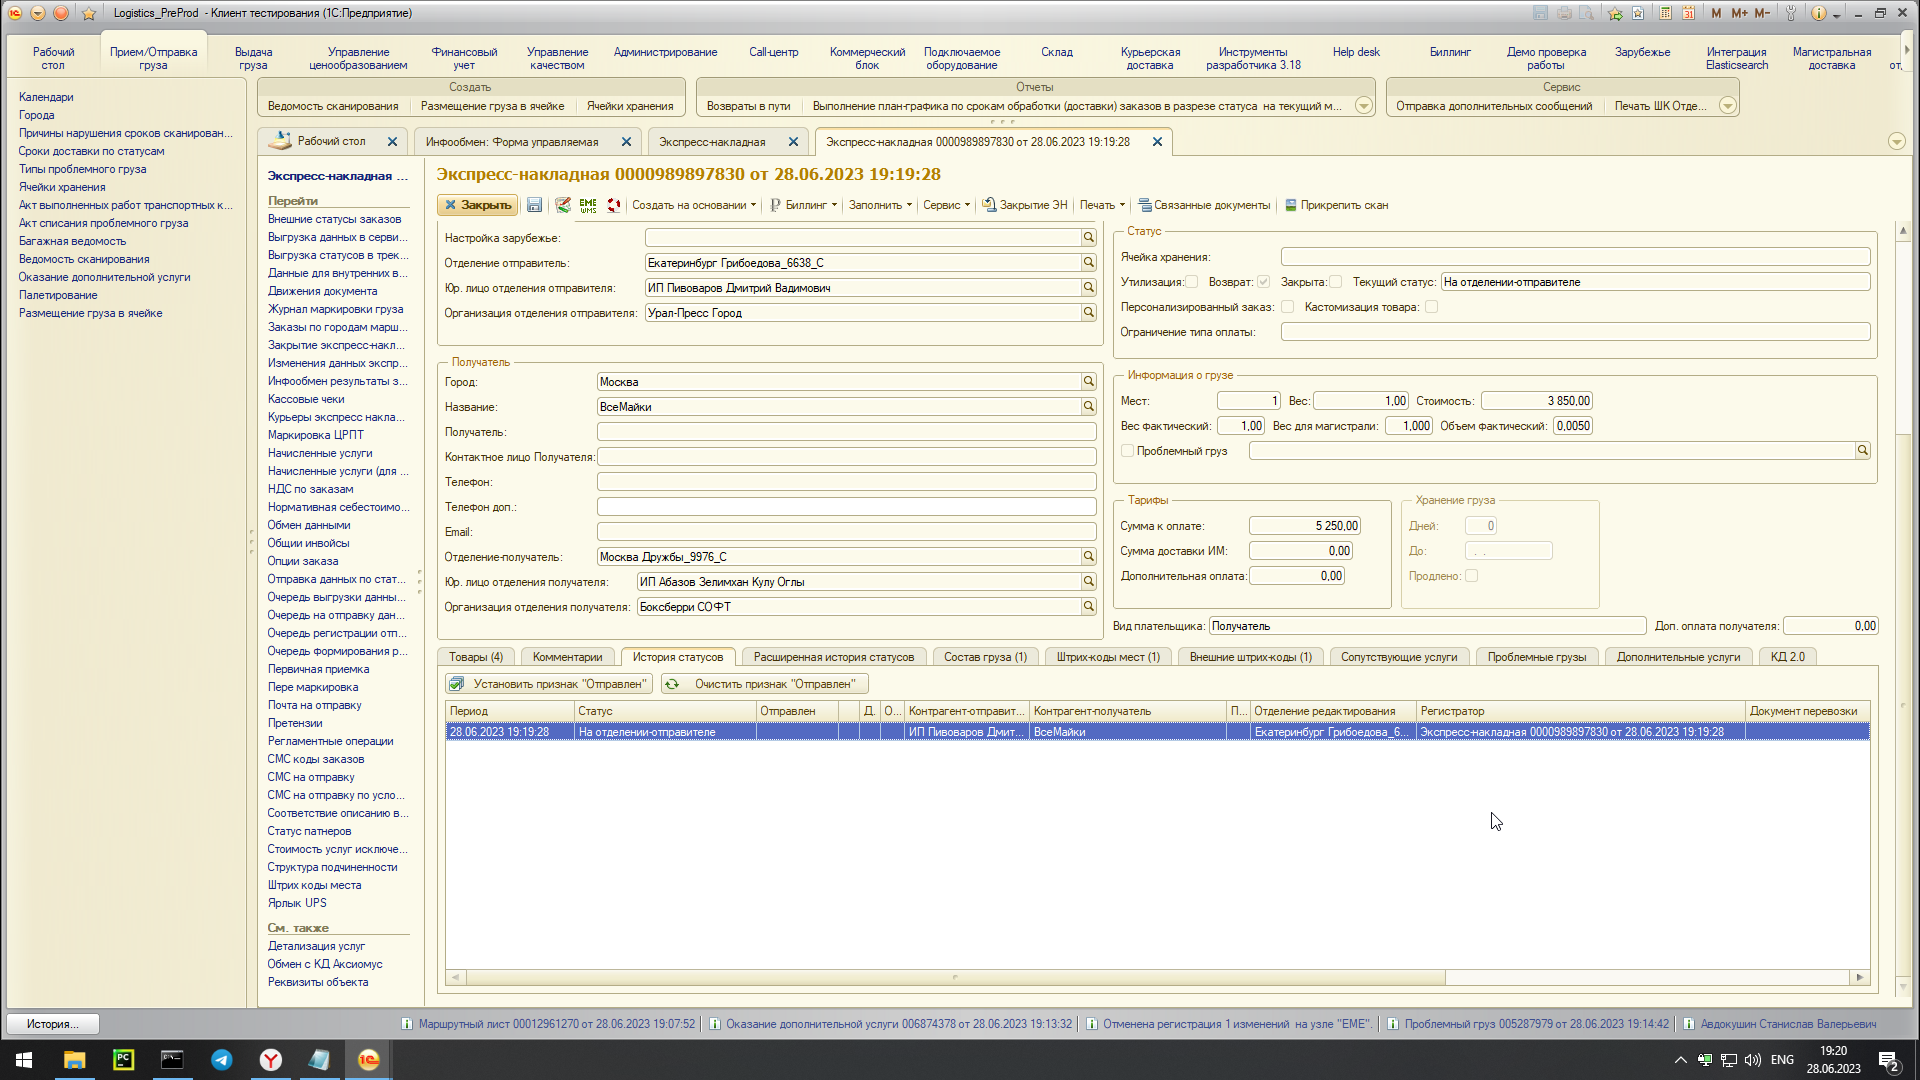 Logistics_PreProd - Клиент тестирования (1С:Предприятие)
M M+ M-
Рабочий стол
Прием/Отправка груза
Выдача груза
Управление ценообразованием
Финансовый учет
Управление качеством
Администрирование
Call-центр
Коммерческий блок
Подключаемое оборудование
Склад
Курьерская доставка
Инструменты разработчика 3.18
Help desk
Биллинг
Демо проверка работы
Зарубежье
Интеграция Elasticsearch
Магистральная доставка
Календари
Города
Причины нарушения сроков сканирован...
Сроки доставки по статусам
Типы проблемного груза
Ячейки хранения
Акт выполненных работ транспортных к...
Акт списания проблемного груза
Багажная ведомость
Ведомость сканирования
Оказание дополнительной услуги
Палетирование
Размещение груза в ячейке
Создать
Ведомость сканирования Размещение груза в ячейке Ячейки хранения
Отчеты
Возвраты в пути Выполнение план-графика по срокам обработки (доставки) заказов в разрезе статуса на текущий м...
Сервис
Отправка дополнительных сообщений Печать ШК Отде...
Рабочий стол
Инфообмен: Форма управляемая
Экспресс-накладная
Экспресс-накладная 0000989897830 от 28.06.2023 19:19:28
Экспресс-накладная ...
Перейти
Внешние статусы заказов
Выгрузка данных в серви...
Выгрузка статусов в трек...
Данные для внутренних в...
Движения документа
Журнал маркировки груза
Заказы по городам марш...
Закрытие экспресс-накл...
Изменения данных экспр...
Инфообмен результаты з...
Кассовые чеки
Курьеры экспресс накла...
Маркировка ЦРПТ
Начисленные услуги
Начисленные услуги (для ...
НДС по заказам
Нормативная себестоимо...
Обмен данными
Общии инвойсы
Опции заказа
Отправка данных по стат...
Очередь выгрузки данны...
Очередь на отправку дан...
Очередь регистрации отп...
Очередь формирования р...
Первичная приемка
Пере маркировка
Почта на отправку
Претензии
Регламентные операции
СМС коды заказов
СМС на отправку
СМС на отправку по усло...
Соответствие описанию в...
Статус патнеров
Стоимость услуг исключе...
Структура подчиненности
Штрих коды места
Ярлык UPS
См. также
Детализация услуг
Обмен с КД Аксиомус
Реквизиты объекта
Экспресс-накладная 0000989897830 от 28.06.2023 19:19:28
Закрыть EME WMS Создать на основании Биллинг Заполнить Сервис Закрытие ЭН Печать Связанные документы Прикрепить скан
Настройка зарубежье:
Отделение отправитель: Екатеринбург Грибоедова_6638_С
Юр. лицо отделения отправителя: ИП Пивоваров Дмитрий Вадимович
Организация отделения отправителя: Урал-Пресс Город
Получатель
Город: Москва
Название: ВсеМайки
Получатель:
Контактное лицо Получателя:
Телефон:
Телефон доп.:
Email:
Отделение-получатель: Москва Дружбы_9976_С
Юр. лицо отделения получателя: ИП Абазов Зелимхан Кулу Оглы
Организация отделения получателя: Боксберри СОФТ
Статус
Ячейка хранения:
Утилизация: Возврат: Закрыта: Текущий статус: На отделении-отправителе
Персонализированный заказ: Кастомизация товара:
Ограничение типа оплаты:
Информация о грузе
Мест: 1 Вес: 1,00 Стоимость: 3 850,00
Вес фактический: 1,00 Вес для магистрали: 1,000 Объем фактический: 0,0050
Проблемный груз
Тарифы
Сумма к оплате: 5 250,00
Сумма доставки ИМ: 0,00
Дополнительная оплата: 0,00
Хранение груза
Дней: 0
До: . .
Продлено:
Вид плательщика: Получатель Доп. оплата получателя: 0,00
Товары (4) Комментарии История статусов Расширенная история статусов Состав груза (1) Штрих-коды мест (1) Внешние штрих-коды (1) Сопутствующие услуги Проблемные грузы Дополнительные услуги КД 2.0
Установить признак "Отправлен" Очистить признак "Отправлен"
Период Статус Отправлен Д. О... Контрагент-отправит... Контрагент-получатель П... Отделение редактирования Регистратор Документ перевозки
28.06.2023 19:19:28 На отделении-отправителе ИП Пивоваров Дмит... ВсеМайки Екатеринбург Грибоедова_6... Экспресс-накладная 0000989897830 от 28.06.2023 19:19:28
История... Маршрутный лист 00012961270 от 28.06.2023 19:07:52 Оказание дополнительной услуги 006874378 от 28.06.2023 19:13:32 Отменена регистрация 1 изменений на узле "EME". Проблемный груз 005287979 от 28.06.2023 19:14:42 Авдокушин Станислав Валерьевич
ENG
19:20
28.06.2023
2